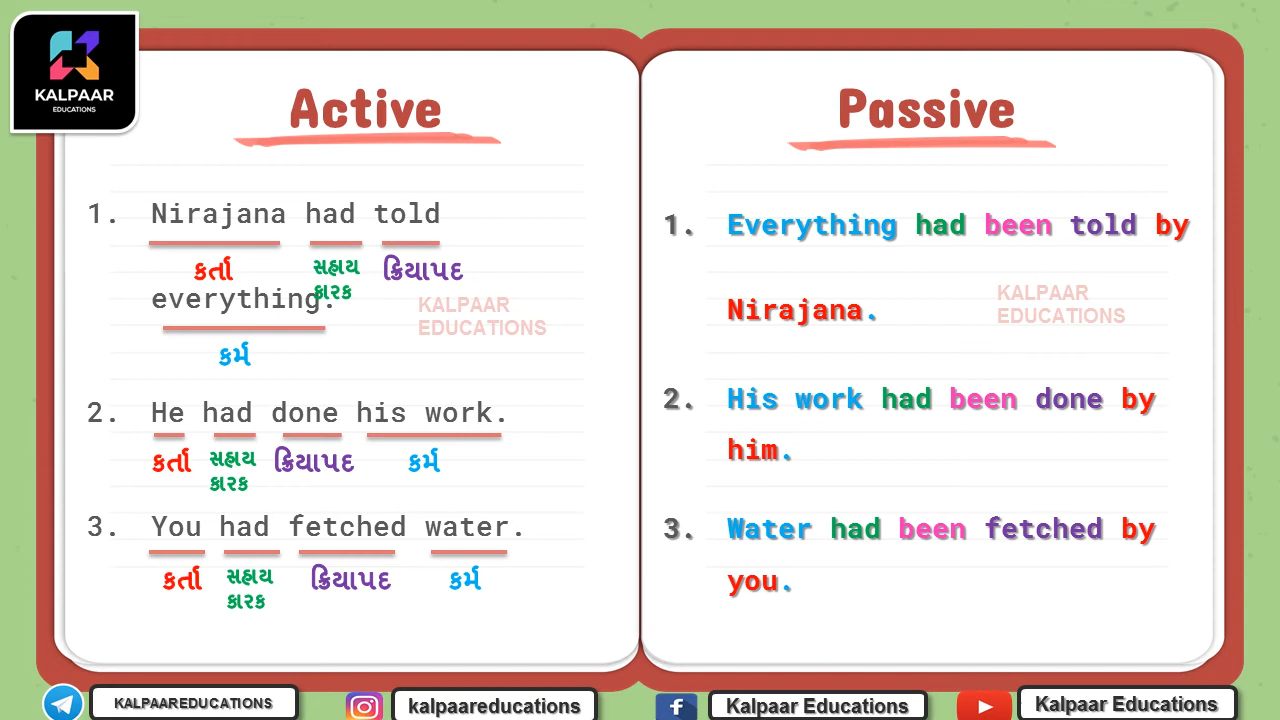 KALPAAR
EDUCATIONS
Active
1. Nirajana had told
કર્તા સહાય ક્રિયાપદ
કારક
everything.
કર્મ
KALPAAR
EDUCATIONS
2. He had done his work.
કર્તા સહાય ક્રિયાપદ કર્મ
કારક
3. You had fetched water.
કર્તા સહાય ક્રિયાપદ કર્મ
કારક
Passive
1. Everything had been told by
Nirajana.
KALPAAR
EDUCATIONS
2. His work had been done by
him.
3. Water had been fetched by
you.
KALPAAREDUCATIONS
kalpaareducations
Kalpaar Educations
Kalpaar Educations